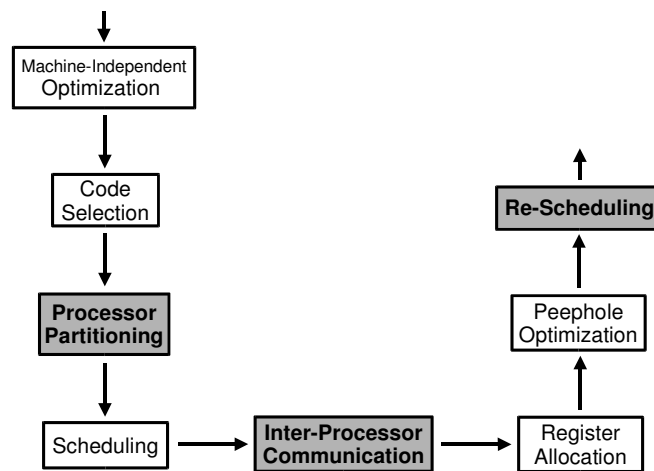 Machine-Independent
Optimization
Code
Selection
Processor
Partitioning
Scheduling
Inter-Processor
Communication
Register
Allocation
Peephole
Optimization
Re-Scheduling